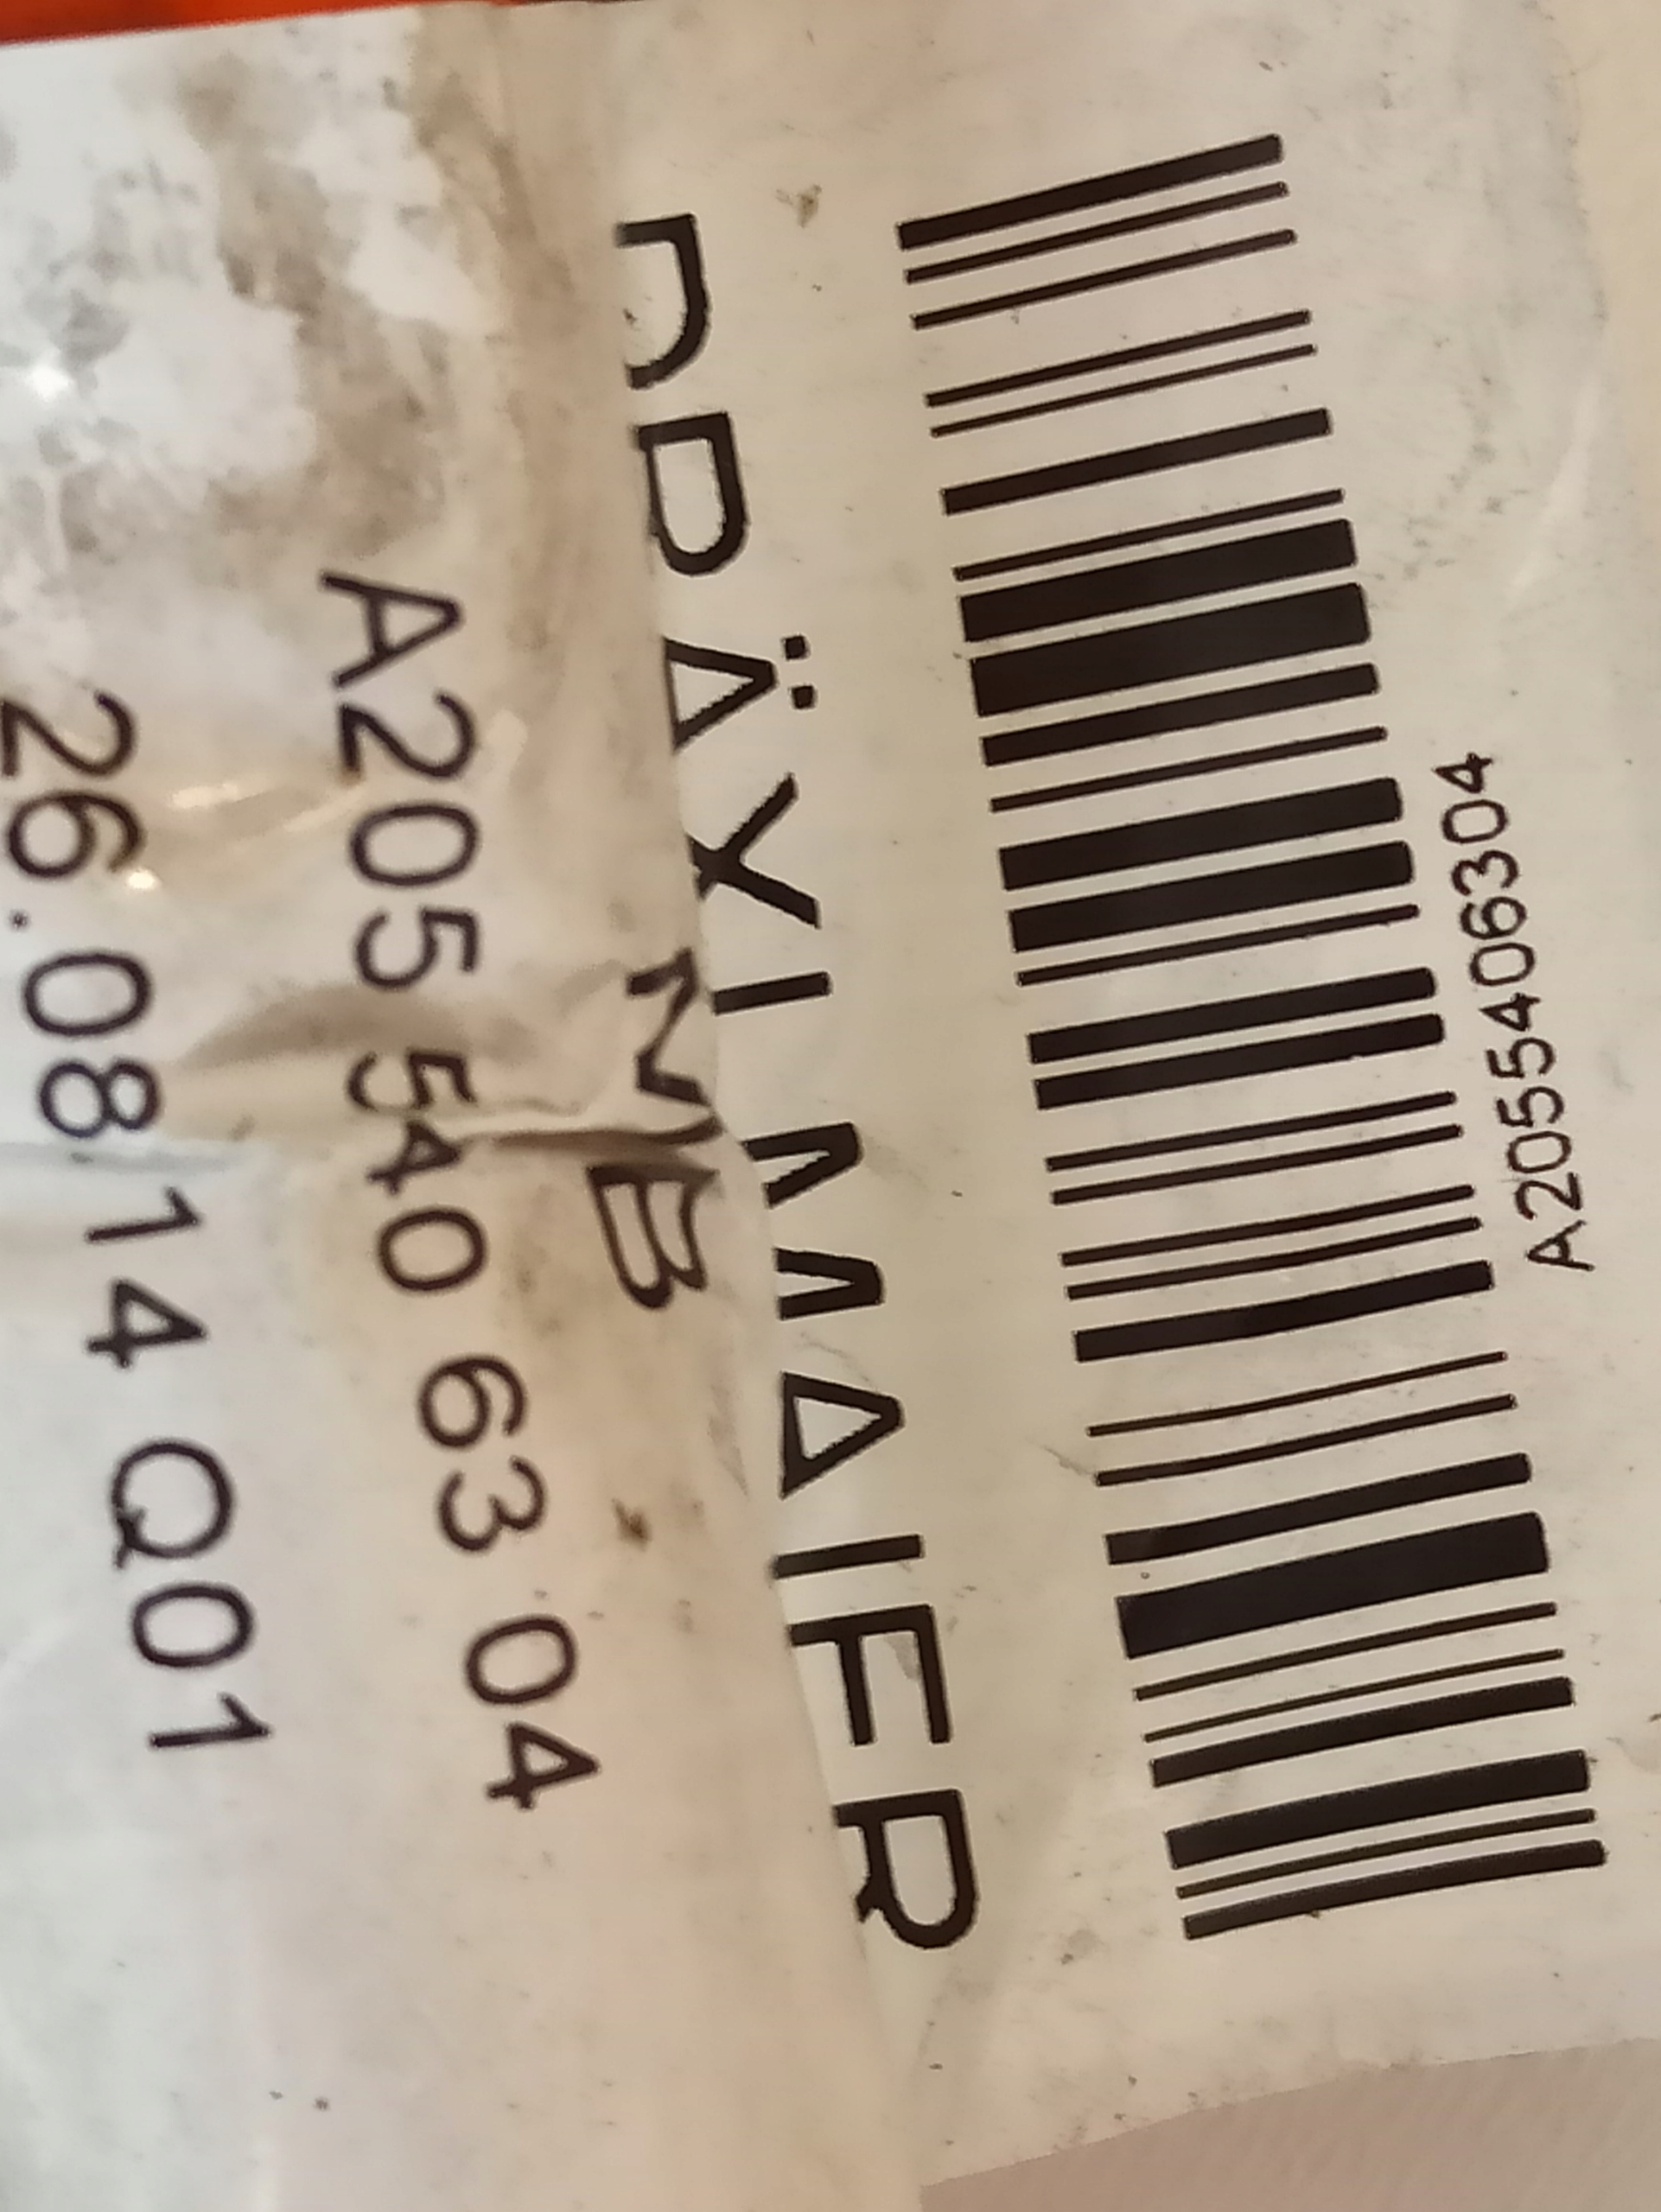 A2055406304
DRÄXLMAIER
MB
A205 540 63 04
26.08 14 Q01